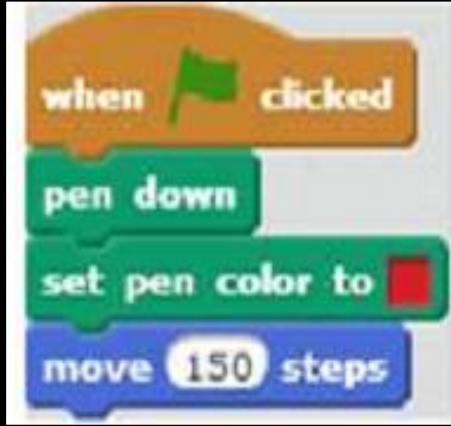 when clicked
pen down
set pen color to
move 150 steps